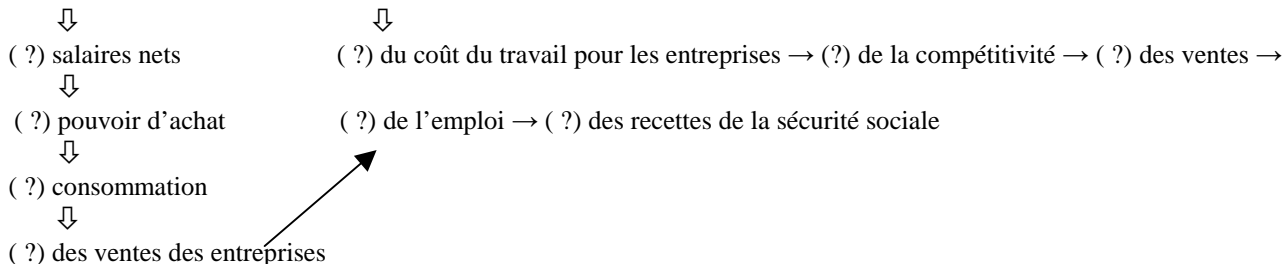 ⇩ ⇩
( ?) salaires nets ( ?) du coût du travail pour les entreprises → (?) de la compétitivité → ( ?) des ventes →
⇩
( ?) pouvoir d’achat ( ?) de l’emploi → ( ?) des recettes de la sécurité sociale
⇩
( ?) consommation
⇩
( ?) des ventes des entreprises